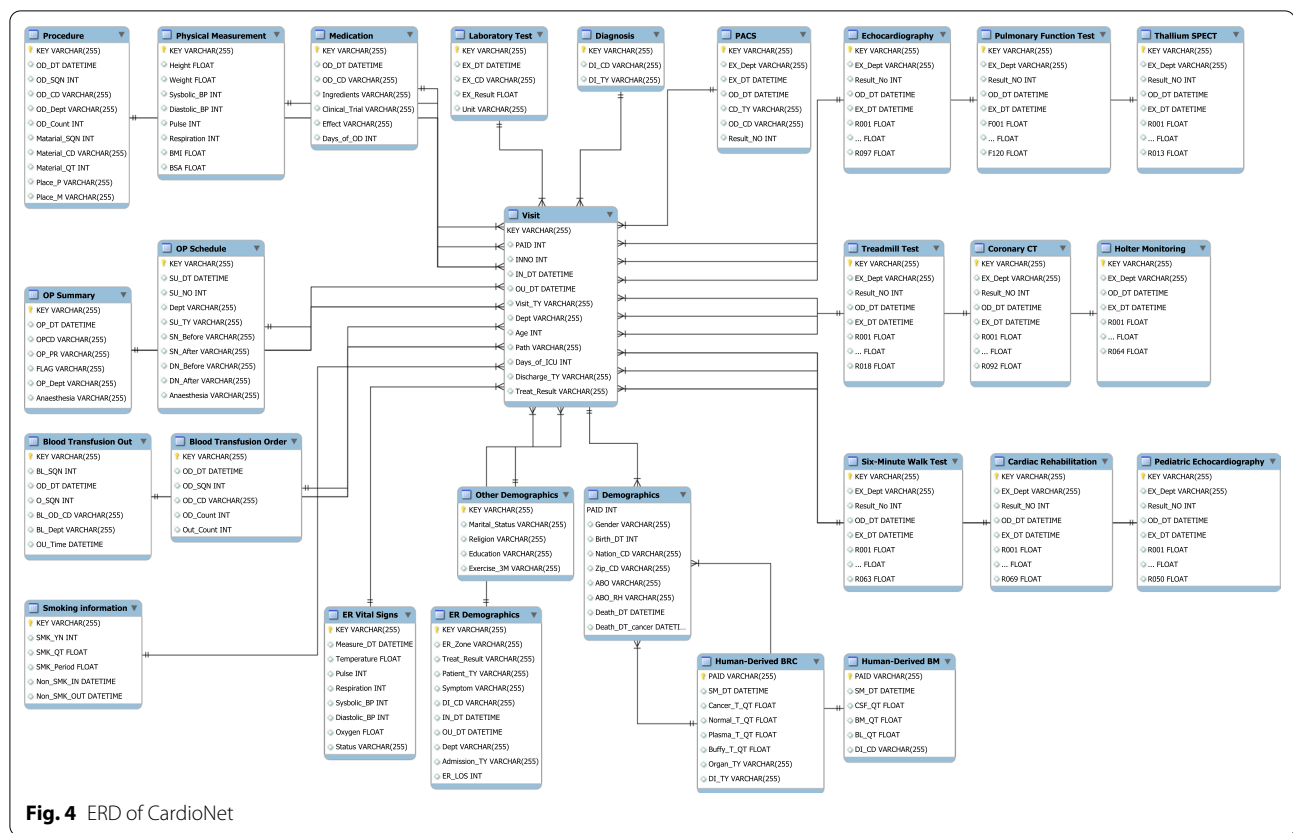 Procedure
KEY VARCHAR(255)
OD_DT DATETIME
OD_SQN INT
OD_CD VARCHAR(255)
OD_Dept VARCHAR(255)
OD_Count INT
Matarial_SQN INT
Material_CD VARCHAR(255)
Material_QT INT
Place_P VARCHAR(255)
Place_M VARCHAR(255)
Physical Measurement
KEY VARCHAR(255)
Height FLOAT
Weight FLOAT
Sysbolic_BP INT
Diastolic_BP INT
Pulse INT
Respiration INT
BMI FLOAT
BSA FLOAT
Medication
KEY VARCHAR(255)
OD_DT DATETIME
OD_CD VARCHAR(255)
Ingredients VARCHAR(255)
Clinical_Trial VARCHAR(255)
Effect VARCHAR(255)
Days_of_OD INT
Laboratory Test
KEY VARCHAR(255)
EX_DT DATETIME
EX_CD VARCHAR(255)
EX_Result FLOAT
Unit VARCHAR(255)
Diagnosis
KEY VARCHAR(255)
DI_CD VARCHAR(255)
DI_TY VARCHAR(255)
PACS
KEY VARCHAR(255)
EX_Dept VARCHAR(255)
EX_DT DATETIME
OD_DT DATETIME
CD_TY VARCHAR(255)
OD_CD VARCHAR(255)
Result_NO INT
Echocardiography
KEY VARCHAR(255)
EX_Dept VARCHAR(255)
Result_No INT
OD_DT DATETIME
EX_DT DATETIME
R001 FLOAT
... FLOAT
R097 FLOAT
Pulmonary Function Test
KEY VARCHAR(255)
EX_Dept VARCHAR(255)
Result_NO INT
OD_DT DATETIME
EX_DT DATETIME
F001 FLOAT
... FLOAT
F120 FLOAT
Thallium SPECT
KEY VARCHAR(255)
EX_Dept VARCHAR(255)
Result_NO INT
OD_DT DATETIME
EX_DT DATETIME
R001 FLOAT
... FLOAT
R013 FLOAT
OP Summary
KEY VARCHAR(255)
OP_DT DATETIME
OPCD VARCHAR(255)
OP_PR VARCHAR(255)
FLAG VARCHAR(255)
OP_Dept VARCHAR(255)
Anaesthesia VARCHAR(255)
OP Schedule
KEY VARCHAR(255)
SU_DT DATETIME
SU_NO INT
Dept VARCHAR(255)
SU_TY VARCHAR(255)
SN_Before VARCHAR(255)
SN_After VARCHAR(255)
DN_Before VARCHAR(255)
DN_After VARCHAR(255)
Anaesthesia VARCHAR(255)
Visit
KEY VARCHAR(255)
PAID INT
INNO INT
IN_DT DATETIME
OU_DT DATETIME
Visit_TY VARCHAR(255)
Dept VARCHAR(255)
Age INT
Path VARCHAR(255)
Days_of_ICU INT
Discharge_TY VARCHAR(255)
Treat_Result VARCHAR(255)
Treadmill Test
KEY VARCHAR(255)
EX_Dept VARCHAR(255)
Result_NO INT
OD_DT DATETIME
EX_DT DATETIME
R001 FLOAT
... FLOAT
R018 FLOAT
Coronary CT
KEY VARCHAR(255)
EX_Dept VARCHAR(255)
Result_NO INT
OD_DT DATETIME
EX_DT DATETIME
R001 FLOAT
... FLOAT
R092 FLOAT
Holter Monitoring
KEY VARCHAR(255)
EX_Dept VARCHAR(255)
OD_DT DATETIME
EX_DT DATETIME
R001 FLOAT
... FLOAT
R064 FLOAT
Blood Transfusion Out
KEY VARCHAR(255)
BL_SQN INT
OD_DT DATETIME
O_SQN INT
BL_OD_CD VARCHAR(255)
BL_Dept VARCHAR(255)
OU_Time DATETIME
Blood Transfusion Order
KEY VARCHAR(255)
OD_DT DATETIME
OD_SQN INT
OD_CD VARCHAR(255)
OD_Count INT
Out_Count INT
Other Demographics
KEY VARCHAR(255)
Marital_Status VARCHAR(255)
Religion VARCHAR(255)
Education VARCHAR(255)
Exercise_3M VARCHAR(255)
Demographics
PAID INT
Gender VARCHAR(255)
Birth_DT INT
Nation_CD VARCHAR(255)
Zip_CD VARCHAR(255)
ABO VARCHAR(255)
ABO_RH VARCHAR(255)
Death_DT DATETIME
Death_DT_cancer DATETI...
Six-Minute Walk Test
KEY VARCHAR(255)
EX_Dept VARCHAR(255)
Result_No INT
OD_DT DATETIME
EX_DT DATETIME
R001 FLOAT
... FLOAT
R063 FLOAT
Cardiac Rehabilitation
KEY VARCHAR(255)
EX_Dept VARCHAR(255)
Result_NO INT
OD_DT DATETIME
EX_DT DATETIME
R001 FLOAT
... FLOAT
R069 FLOAT
Pediatric Echocardiography
KEY VARCHAR(255)
EX_Dept VARCHAR(255)
Result_NO INT
OD_DT DATETIME
EX_DT DATETIME
R001 FLOAT
... FLOAT
R050 FLOAT
Smoking information
KEY VARCHAR(255)
SMK_YN INT
SMK_QT FLOAT
SMK_Period FLOAT
Non_SMK_IN DATETIME
Non_SMK_OUT DATETIME
ER Vital Signs
KEY VARCHAR(255)
Measure_DT DATETIME
Temperature FLOAT
Pulse INT
Respiration INT
Sysbolic_BP INT
Diastolic_BP INT
Oxygen FLOAT
Status VARCHAR(255)
ER Demographics
KEY VARCHAR(255)
ER_Zone VARCHAR(255)
Treat_Result VARCHAR(255)
Patient_TY VARCHAR(255)
Symptom VARCHAR(255)
DI_CD VARCHAR(255)
IN_DT DATETIME
OU_DT DATETIME
Dept VARCHAR(255)
Admission_TY VARCHAR(255)
ER_LOS INT
Human-Derived BRC
PAID VARCHAR(255)
SM_DT DATETIME
Cancer_T_QT FLOAT
Normal_T_QT FLOAT
Plasma_T_QT FLOAT
Buffy_T_QT FLOAT
Organ_TY VARCHAR(255)
DI_TY VARCHAR(255)
Human-Derived BM
PAID VARCHAR(255)
SM_DT DATETIME
CSF_QT FLOAT
BM_QT FLOAT
BL_QT FLOAT
DI_CD VARCHAR(255)
Fig. 4 ERD of CardioNet